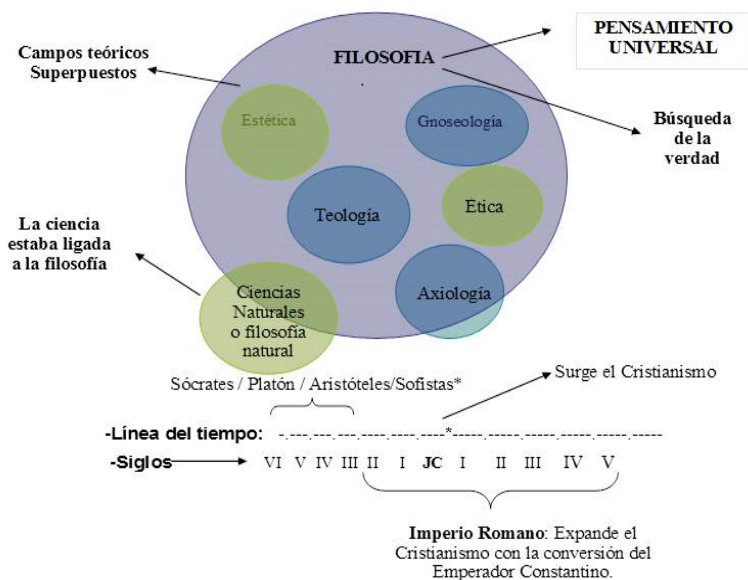 PENSAMIENTO
UNIVERSAL
Campos teóricos
Superpuestos
FILOSOFIA
Estética
Gnoseología
Búsqueda
de la
verdad
Teología
Ética
La ciencia
estaba ligada
a la filosofía
Ciencias
Naturales
o filosofía
natural
Axiología
Sócrates / Platón / Aristóteles/Sofistas*
Surge el Cristianismo
-Línea del tiempo: -.---.---.---.---.----*---.-----.-----.-----.-----.-----
-Siglos VI V IV III II I JC I II III IV V
Imperio Romano: Expande el
Cristianismo con la conversión del
Emperador Constantino.